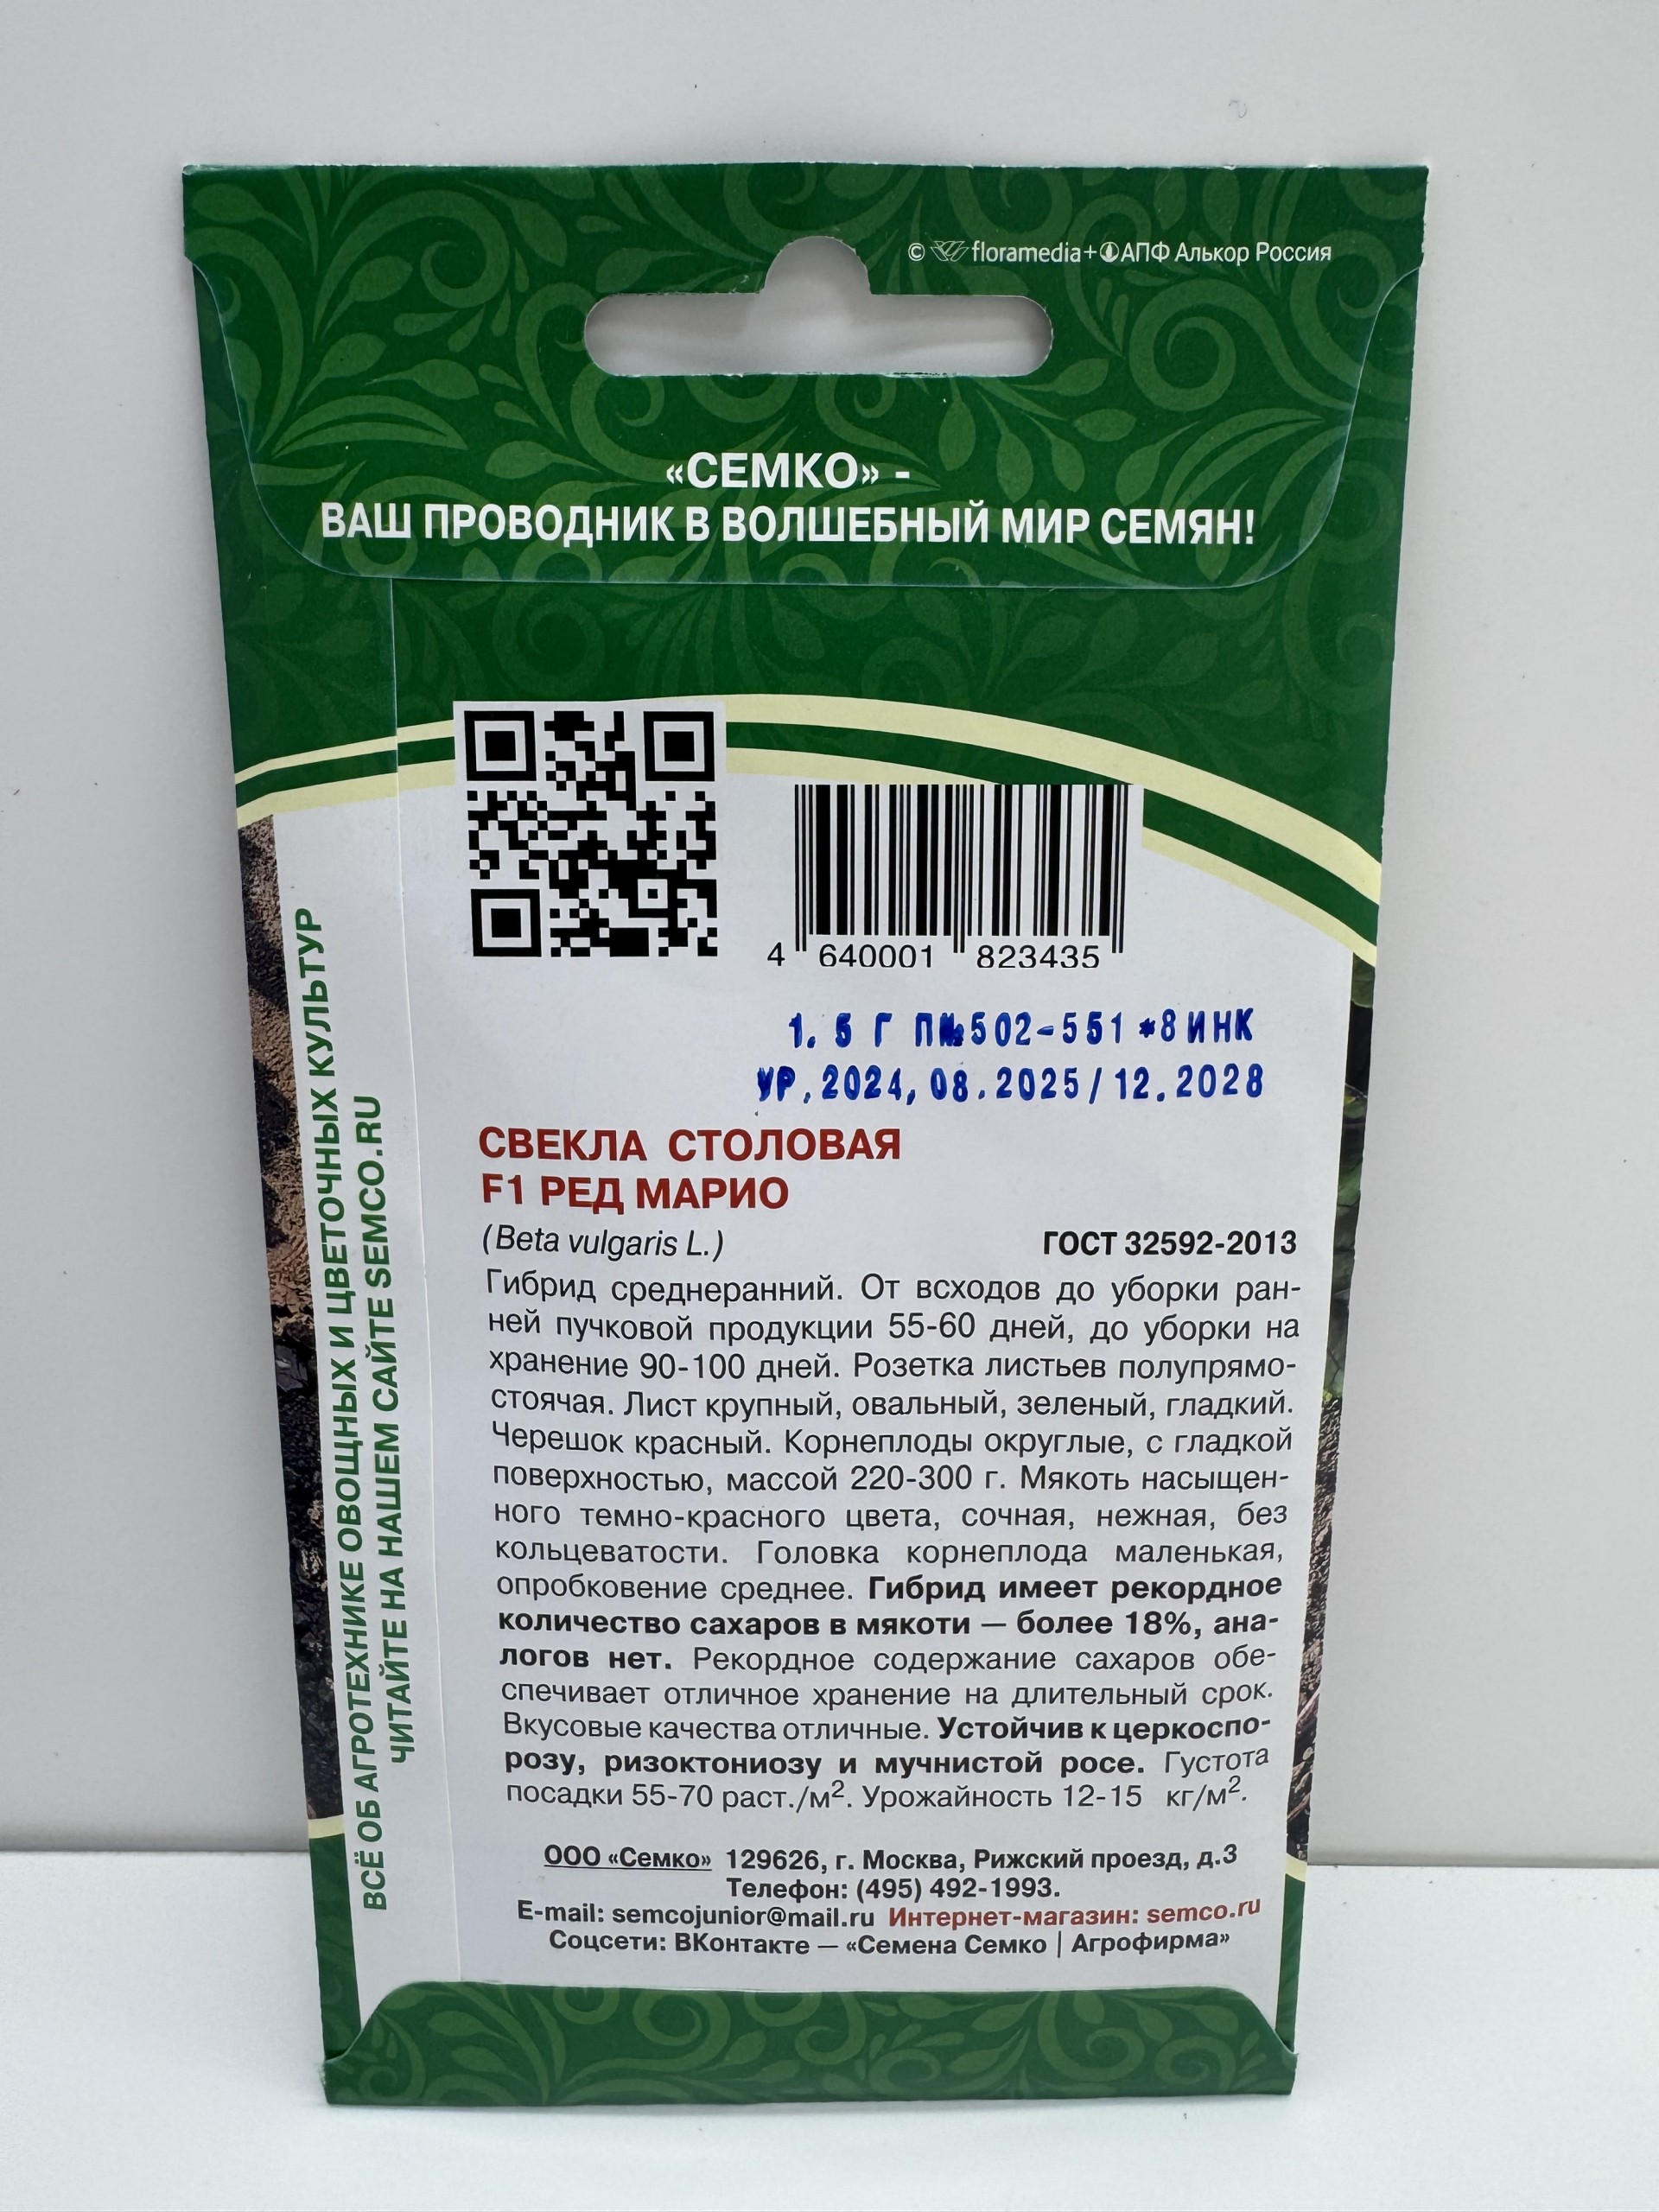 © floramedia+АПФ Алькор Россия
«СЕМКО» -
ВАШ ПРОВОДНИК В ВОЛШЕБНЫЙ МИР СЕМЯН!
4 640001 823435
1. 5 Г П№502-551 *8ИНК
УР, 2024, 08.2025/12.2028
СВЕКЛА СТОЛОВАЯ
F1 РЕД МАРИО
(Beta vulgaris L.) ГОСТ 32592-2013
Гибрид среднеранний. От всходов до уборки ран-
ней пучковой продукции 55-60 дней, до уборки на
хранение 90-100 дней. Розетка листьев полупрямо-
стоячая. Лист крупный, овальный, зеленый, гладкий.
Черешок красный. Корнеплоды округлые, с гладкой
поверхностью, массой 220-300 г. Мякоть насыщен-
ного темно-красного цвета, сочная, нежная, без
кольцеватости. Головка корнеплода маленькая,
опробковение среднее. Гибрид имеет рекордное
количество сахаров в мякоти — более 18%, ана-
логов нет. Рекордное содержание сахаров обе-
спечивает отличное хранение на длительный срок.
Вкусовые качества отличные. Устойчив к церкоспо-
розу, ризоктониозу и мучнистой росе. Густота
посадки 55-70 раст./м². Урожайность 12-15 кг/м².
ООО «Семко» 129626, г. Москва, Рижский проезд, д.3
Телефон: (495) 492-1993.
E-mail: semcojunior@mail.ru Интернет-магазин: semco.ru
Соцсети: ВКонтакте — «Семена Семко | Агрофирма»
ВСЁ ОБ АГРОТЕХНИКЕ ОВОЩНЫХ И ЦВЕТОЧНЫХ КУЛЬТУР
ЧИТАЙТЕ НА НАШЕМ САЙТЕ SEMCO.RU